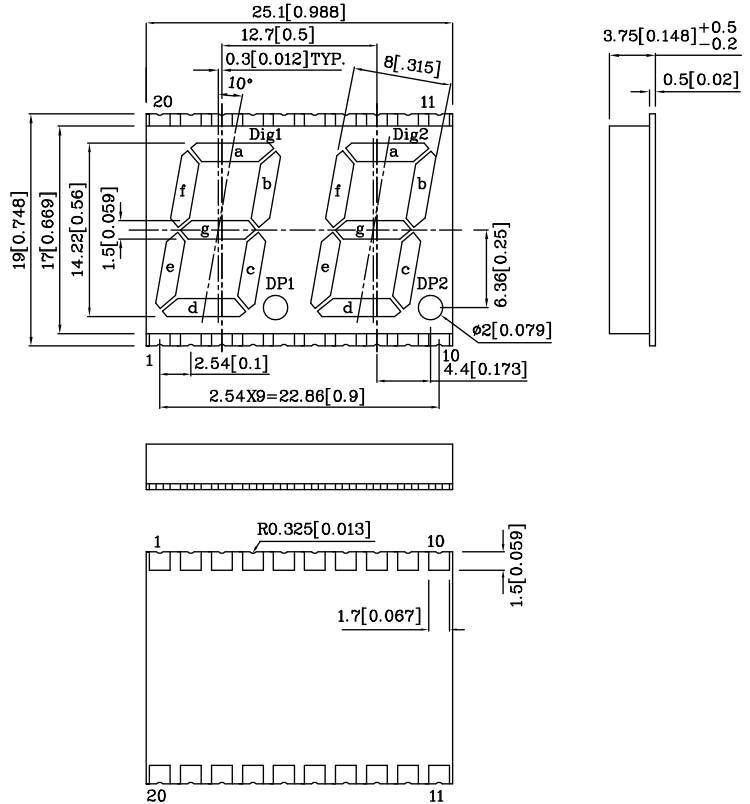 25.1[0.988]
12.7[0.5]
0.3[0.012]TYP.
8[.315]
10°
3.75[0.148]+0.5
−0.2
0.5[0.02]
20
11
Dig1
Dig2
a
a
f
b
f
b
g
g
e
c
e
c
d
d
DP1
DP2
19[0.748]
17[0.669]
14.22[0.56]
1.5[0.059]
6.36[0.25]
ø2[0.079]
1
10
2.54[0.1]
4.4[0.173]
2.54X9=22.86[0.9]
R0.325[0.013]
1
10
1.5[0.059]
1.7[0.067]
20
11